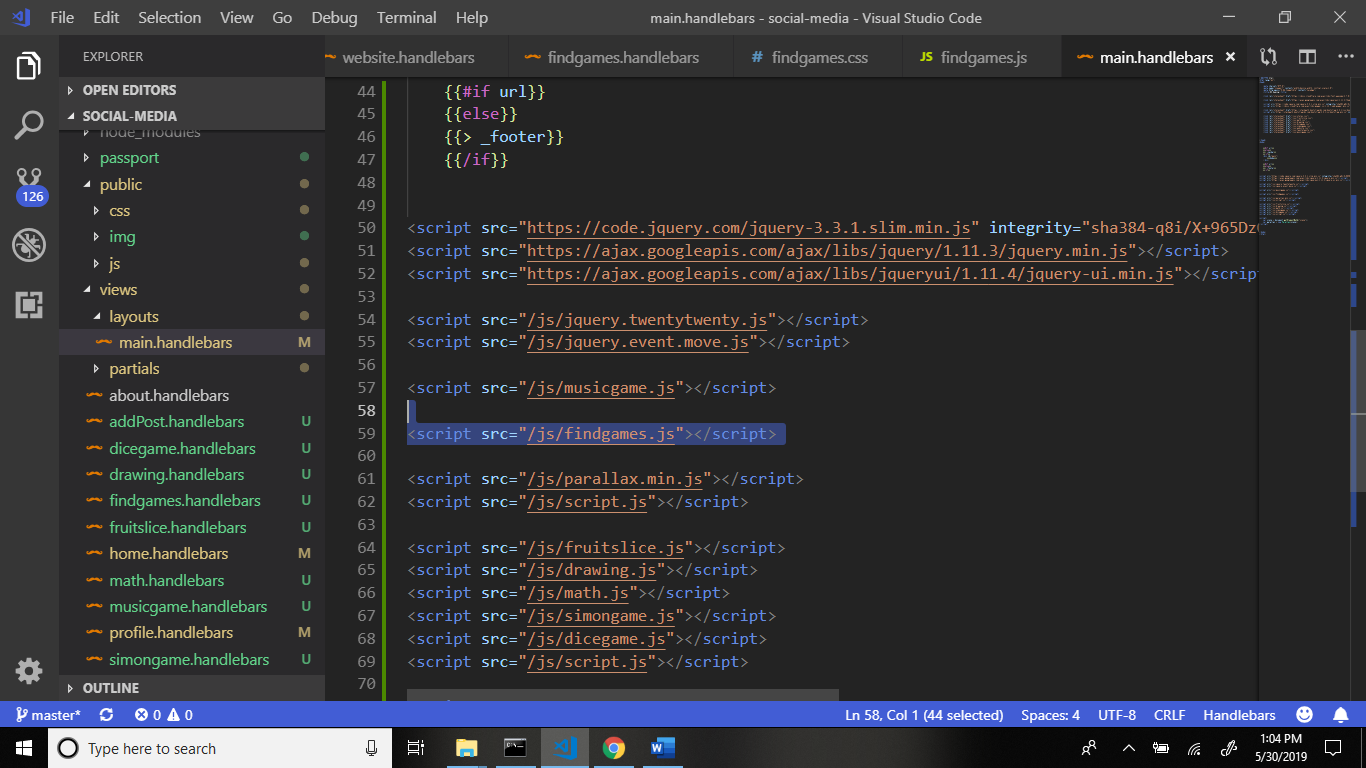 File Edit Selection View Go Debug Terminal Help
main.handlebars - social-media - Visual Studio Code
EXPLORER
OPEN EDITORS
SOCIAL-MEDIA
node_modules
passport
public
css
img
js
views
layouts
main.handlebars M
partials
about.handlebars
addPost.handlebars U
dicegame.handlebars U
drawing.handlebars U
findgames.handlebars U
fruitslice.handlebars U
home.handlebars M
math.handlebars U
musicgame.handlebars U
profile.handlebars M
simongame.handlebars U
OUTLINE
126
website.handlebars findgames.handlebars # findgames.css JS findgames.js main.handlebars
44 {{#if url}}
45 {{else}}
46 {{> _footer}}
47 {{/if}}
48
49
50 <script src="https://code.jquery.com/jquery-3.3.1.slim.min.js" integrity="sha384-q8i/X+965Dz
51 <script src="https://ajax.googleapis.com/ajax/libs/jquery/1.11.3/jquery.min.js"></script>
52 <script src="https://ajax.googleapis.com/ajax/libs/jqueryui/1.11.4/jquery-ui.min.js"></scrip
53
54 <script src="/js/jquery.twentytwenty.js"></script>
55 <script src="/js/jquery.event.move.js"></script>
56
57 <script src="/js/musicgame.js"></script>
58
59 <script src="/js/findgames.js"></script>
60
61 <script src="/js/parallax.min.js"></script>
62 <script src="/js/script.js"></script>
63
64 <script src="/js/fruitslice.js"></script>
65 <script src="/js/drawing.js"></script>
66 <script src="/js/math.js"></script>
67 <script src="/js/simongame.js"></script>
68 <script src="/js/dicegame.js"></script>
69 <script src="/js/script.js"></script>
70
master* 0 0 Ln 58, Col 1 (44 selected) Spaces: 4 UTF-8 CRLF Handlebars
Type here to search
1:04 PM
5/30/2019